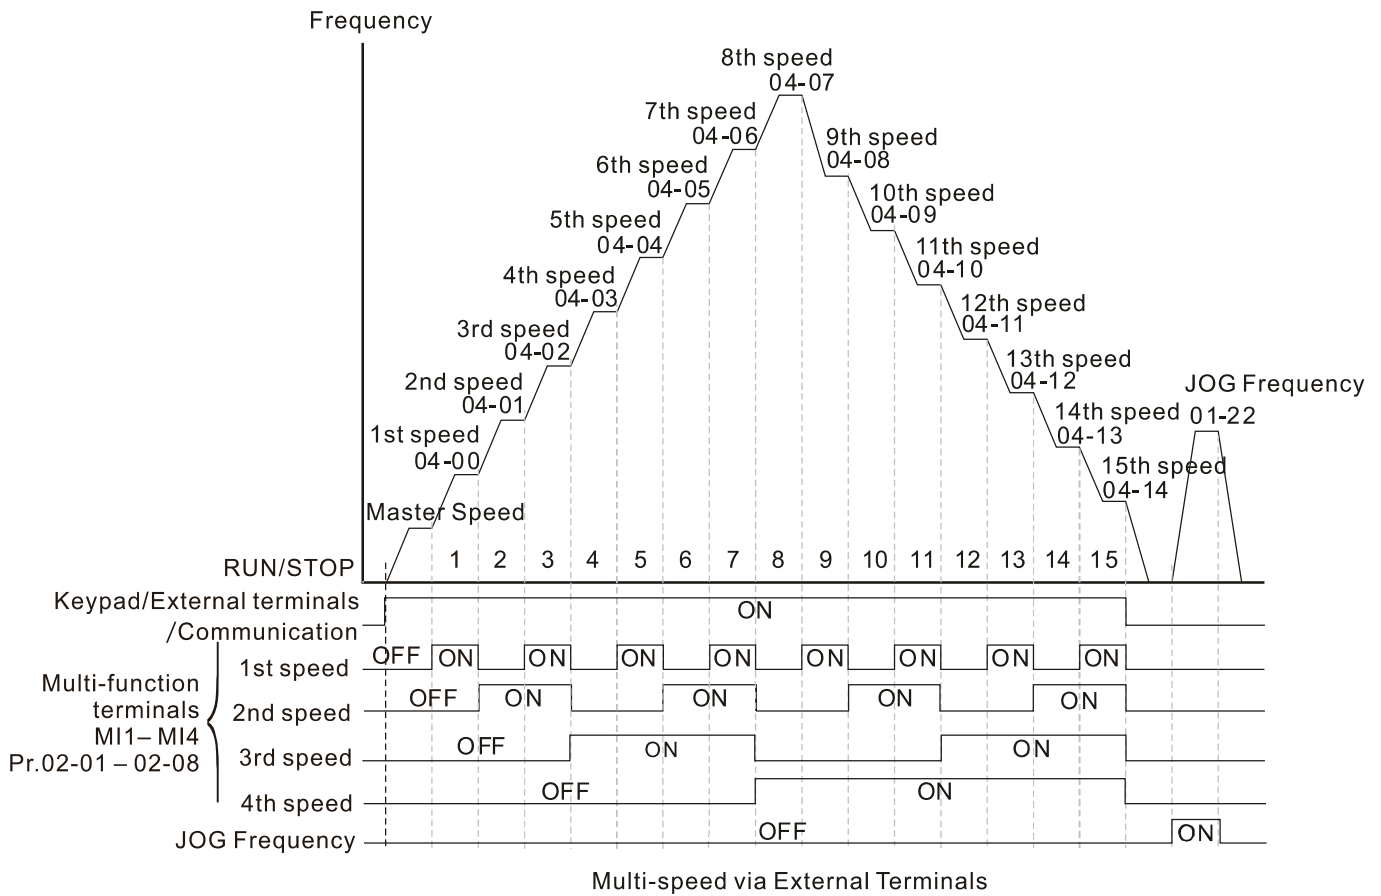 Frequency
8th speed
04-07
7th speed
04-06
9th speed
04-08
6th speed
04-05
10th speed
04-09
5th speed
04-04
11th speed
04-10
4th speed
04-03
12th speed
04-11
3rd speed
04-02
13th speed
04-12
2nd speed
04-01
JOG Frequency
01-22
14th speed
04-13
1st speed
04-00
15th speed
04-14
Master Speed
RUN/STOP
1 2 3 4 5 6 7 8 9 10 11 12 13 14 15
Keypad/External terminals
/Communication
ON
Multi-function
terminals
MI1– MI4
Pr.02-01 – 02-08
1st speed
OFF ON ON ON ON ON ON ON ON
2nd speed
OFF ON ON ON ON
3rd speed
OFF ON ON
4th speed
OFF ON
JOG Frequency
OFF ON
Multi-speed via External Terminals